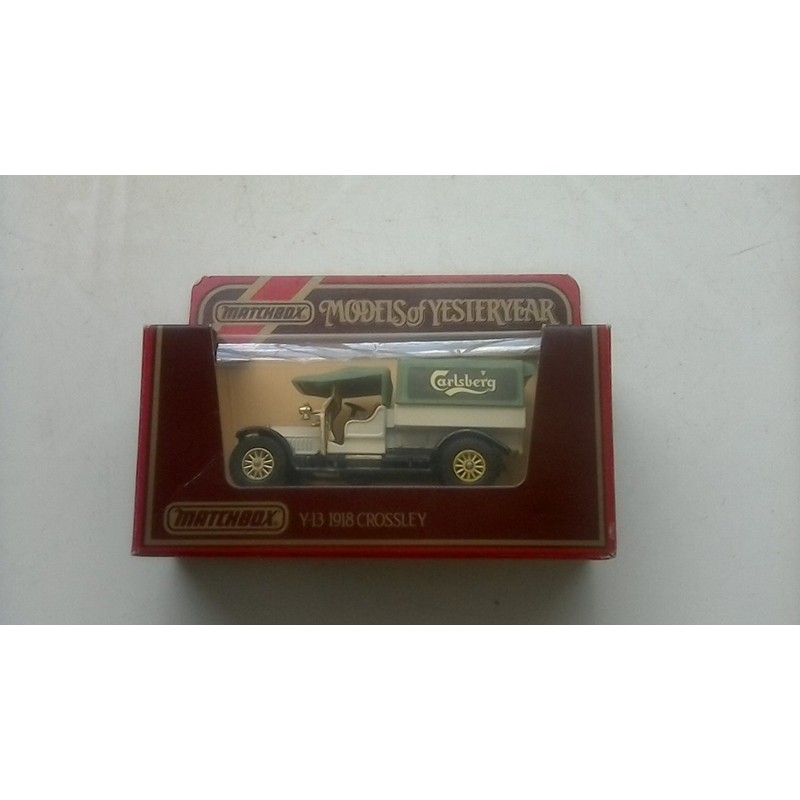 MATCHBOX
MODELS of YESTERYEAR
Carlsberg
MATCHBOX
Y-13 1918 CROSSLEY